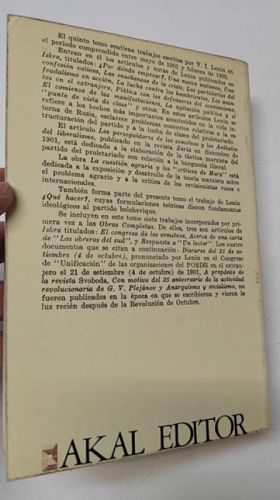 El quinto tomo contiene trabajos escritos por V. I. Lenin en
el período comprendido entre mayo de 1901 y febrero de 1902.
Entran en él los artículos y notas de Lenin publicados en
Iskra, titulados: ¿Por dónde empezar?, Una nueva matanza, Una
confesión valiosa, Las enseñanzas de la crisis, Los partidarios del
feudalismo en acción, La lucha contra los hambrientos, Los
en el extranjero, Plática con los defensores del economismo,
El comienzo de las manifestaciones, La agitación política y el
"punto de vista de clase" y otros. En estos artículos Lenin se
refiere a los hechos más importantes acontecidos en la vida in-
terna de Rusia, esclarece problemas concretos relativos a la es-
tructuración del partido y a la lucha de clase del proletariado.
El artículo Los perseguidores de los zemstvos y los Aníbales
del liberalismo, publicado en la revista Zariá en diciembre de
1901, está dedicado a la elaboración de la táctica marxista del
partido del proletariado con relación a la burguesía liberal.
La obra La cuestión agraria y los "críticos de Marx" está
dedicada a la exposición y desarrollo de la teoría marxista sobre
el problema agrario y a la crítica de los revisionistas rusos e
internacionales.
También forma parte del presente tomo el trabajo de Lenin
¿Qué hacer?, cuyas formulaciones teóricas dieron fundamentos
ideológicos al partido bolchevique.
Se incluyen en este tomo siete trabajos incorporados por pri-
mera vez a las Obras Completas. De ellos, tres son artículos de
Iskra titulados: El congreso de los zemstvos, Acerca de una carta
de "Los obreros del sud", y Respuesta a "Un lector". Los cuatro
documentos que se citan a continuación: Discurso del 21 de se-
tiembre (4 de octubre), pronunciado por Lenin en el Congreso
de "Unificación" de las organizaciones del POSDR en el extran-
jero el 21 de setiembre (4 de octubre) de 1901, A propósito de
la revista Svoboda, Con motivo del 25 aniversario de la actividad
revolucionaria de G. V. Plejánov y Anarquismo y socialismo, no
fueron publicados en la época en que se escribieron y vieron la
luz recién después de la Revolución de Octubre.
AKAL EDITOR